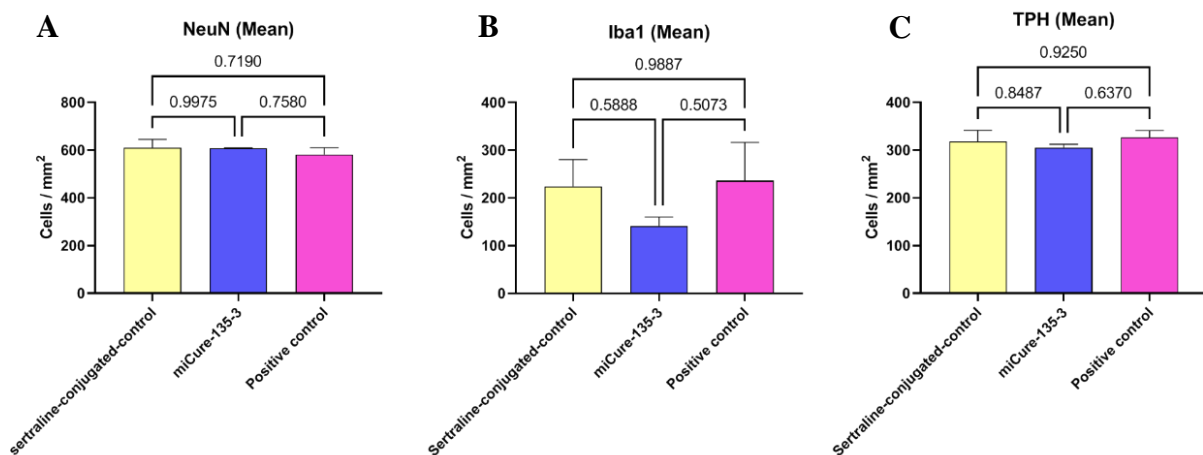 A
NeuN (Mean)
0.7190
0.9975
0.7580
800
600
400
200
0
Cells / mm²
sertraline-conjugated-control
miCure-135-3
Positive control
B
Iba1 (Mean)
0.9887
0.5888
0.5073
400
300
200
100
0
Cells / mm²
Sertraline-conjugated-control
miCure-135-3
Positive control
C
TPH (Mean)
0.9250
0.8487
0.6370
400
300
200
100
0
Cells / mm²
Sertraline-conjugated-control
miCure-135-3
Positive control